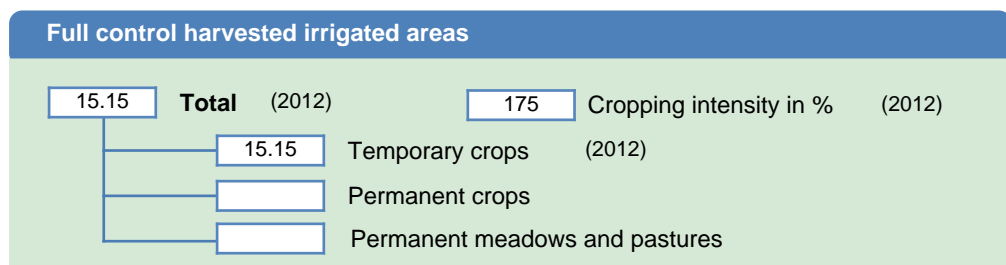 Full control harvested irrigated areas
15.15 Total (2012) 175 Cropping intensity in % (2012)
15.15 Temporary crops (2012)
Permanent crops
Permanent meadows and pastures